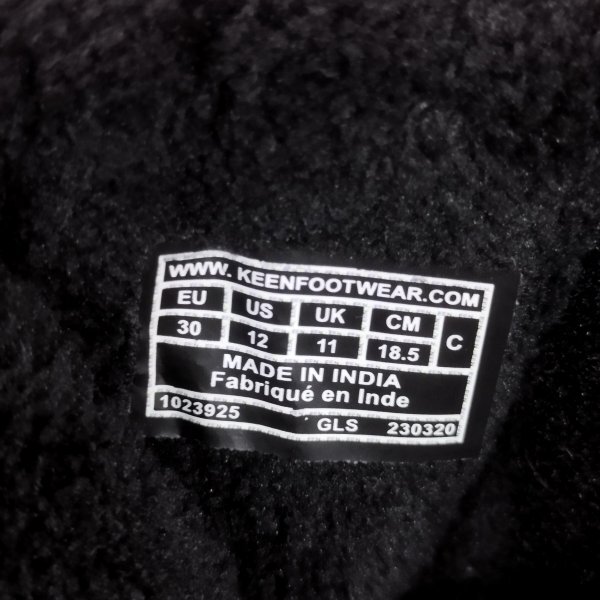 WWW. KEENFOOTWEAR.COM
EU US UK CM C
30 12 11 18.5
MADE IN INDIA
Fabriqué en Inde
1023925 GLS 230320